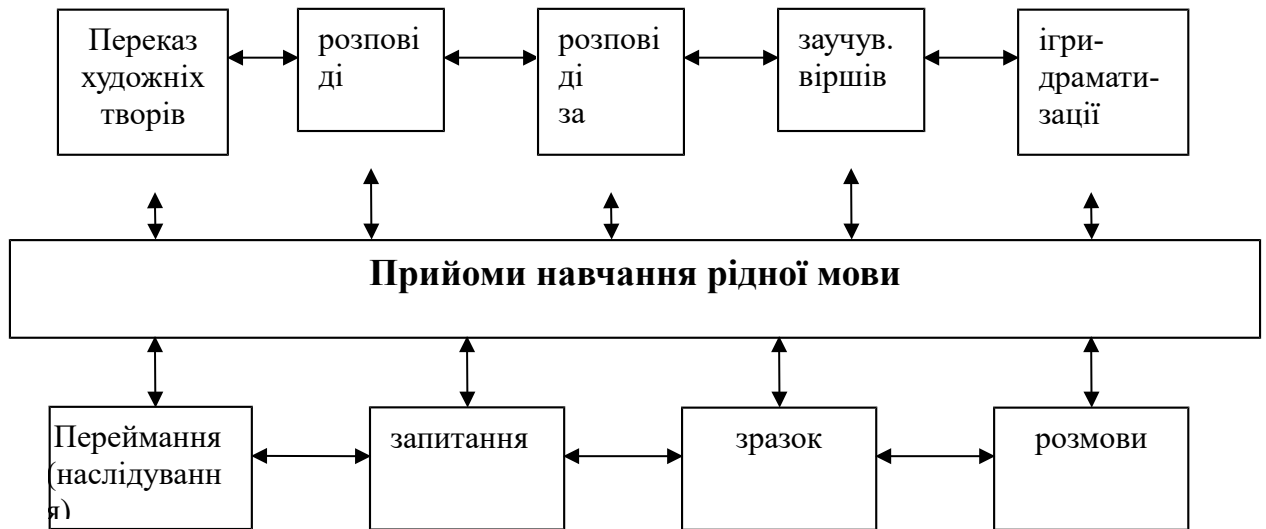 Переказ
художніх
творів
розпові
ді
розпові
ді
за
заучув.
віршів
ігри-
драмати-
зації
Прийоми навчання рідної мови
Переймання
(наслідуванн
я)
запитання
зразок
розмови